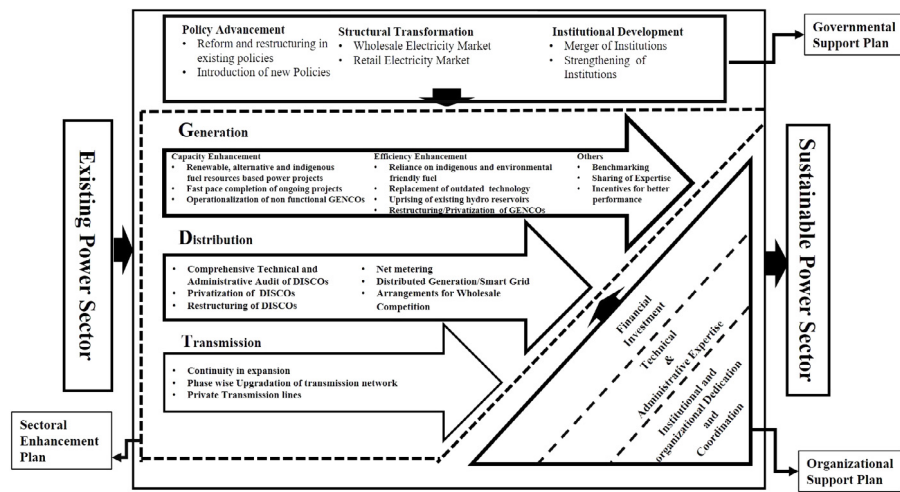 Policy Advancement
• Reform and restructuring in
existing policies
• Introduction of new Policies
Structural Transformation
• Wholesale Electricity Market
• Retail Electricity Market
Institutional Development
• Merger of Institutions
• Strengthening of
Institutions
Governmental
Support Plan
Existing Power Sector
Generation
Capacity Enhancement
• Renewable, alternative and indigenous
fuel resources based power projects
• Fast pace completion of ongoing projects
• Operationalization of non functional GENCOs
Efficiency Enhancement
• Reliance on indigenous and environmental
friendly fuel
• Replacement of outdated technology
• Uprising of existing hydro reservoirs
• Restructuring/Privatization of GENCOs
Others
• Benchmarking
• Sharing of Expertise
• Incentives for better
performance
Distribution
• Comprehensive Technical and
Administrative Audit of DISCOs
• Privatization of DISCOs
• Restructuring of DISCOs
• Net metering
• Distributed Generation/Smart Grid
• Arrangements for Wholesale
Competition
Transmission
• Continuity in expansion
• Phase wise Upgradation of transmission network
• Private Transmission lines
Financial
Investment
Technical
&
Administrative Expertise
Institutional and
organizational Dedication
and
Coordination
Sustainable Power Sector
Sectoral
Enhancement
Plan
Organizational
Support Plan